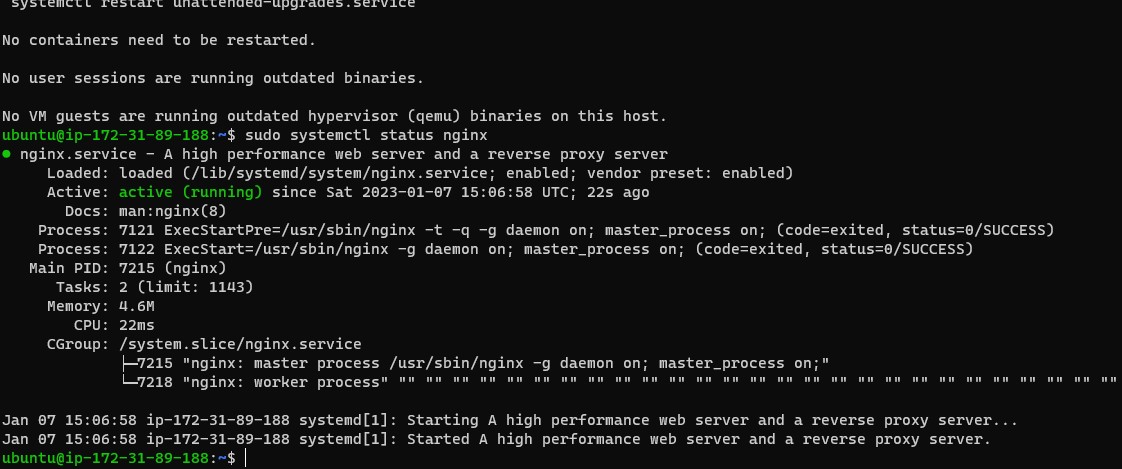 systemctl restart unattended-upgrades.service
No containers need to be restarted.
No user sessions are running outdated binaries.
No VM guests are running outdated hypervisor (qemu) binaries on this host.
ubuntu@ip-172-31-89-188:~$ sudo systemctl status nginx
● nginx.service - A high performance web server and a reverse proxy server
Loaded: loaded (/lib/systemd/system/nginx.service; enabled; vendor preset: enabled)
Active: active (running) since Sat 2023-01-07 15:06:58 UTC; 22s ago
Docs: man:nginx(8)
Process: 7121 ExecStartPre=/usr/sbin/nginx -t -q -g daemon on; master_process on; (code=exited, status=0/SUCCESS)
Process: 7122 ExecStart=/usr/sbin/nginx -g daemon on; master_process on; (code=exited, status=0/SUCCESS)
Main PID: 7215 (nginx)
Tasks: 2 (limit: 1143)
Memory: 4.6M
CPU: 22ms
CGroup: /system.slice/nginx.service
├─7215 "nginx: master process /usr/sbin/nginx -g daemon on; master_process on;"
└─7218 "nginx: worker process" "" "" "" "" "" "" "" "" "" "" "" "" "" "" "" "" "" "" "" "" "" "" "" "" "" "" ""
Jan 07 15:06:58 ip-172-31-89-188 systemd[1]: Starting A high performance web server and a reverse proxy server...
Jan 07 15:06:58 ip-172-31-89-188 systemd[1]: Started A high performance web server and a reverse proxy server.
ubuntu@ip-172-31-89-188:~$